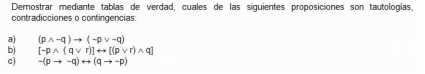 Demostrar mediante tablas de verdad, cuales de las siguientes proposiciones son tautologías,
contradicciones o contingencias:
a) (p ∧ ~q ) → ( ~p ∨ ~q)
b) [~p ∧ ( q ∨ r)] ↔ [(p ∨ r) ∧ q]
c) ~(p → ~q) ↔ (q → ~p)